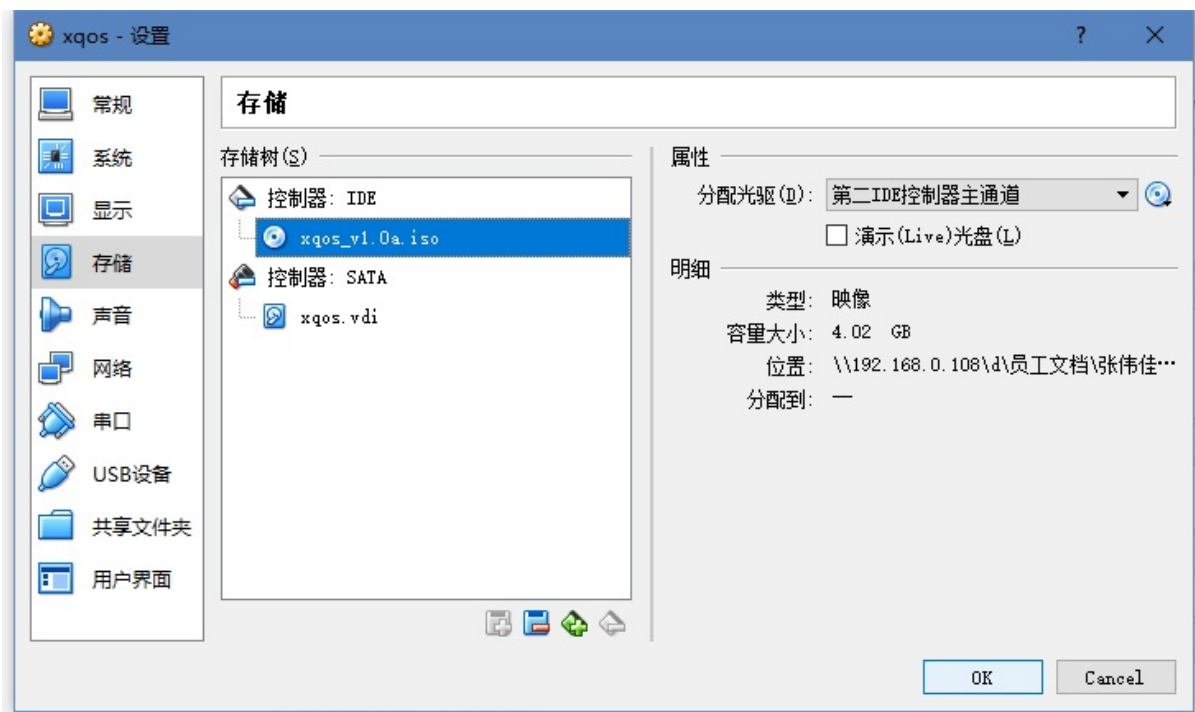 xqos - 设置
?
常规
系统
显示
存储
声音
网络
串口
USB设备
共享文件夹
用户界面
存储
存储树(S)
控制器: IDE
xqos_v1.0a.iso
控制器: SATA
xqos.vdi
属性
分配光驱(D): 第二IDE控制器主通道
演示(Live)光盘(L)
明细
类型: 映像
容量大小: 4.02 GB
位置: \\192.168.0.108\d\员工文档\张伟佳…
分配到: —
OK
Cancel